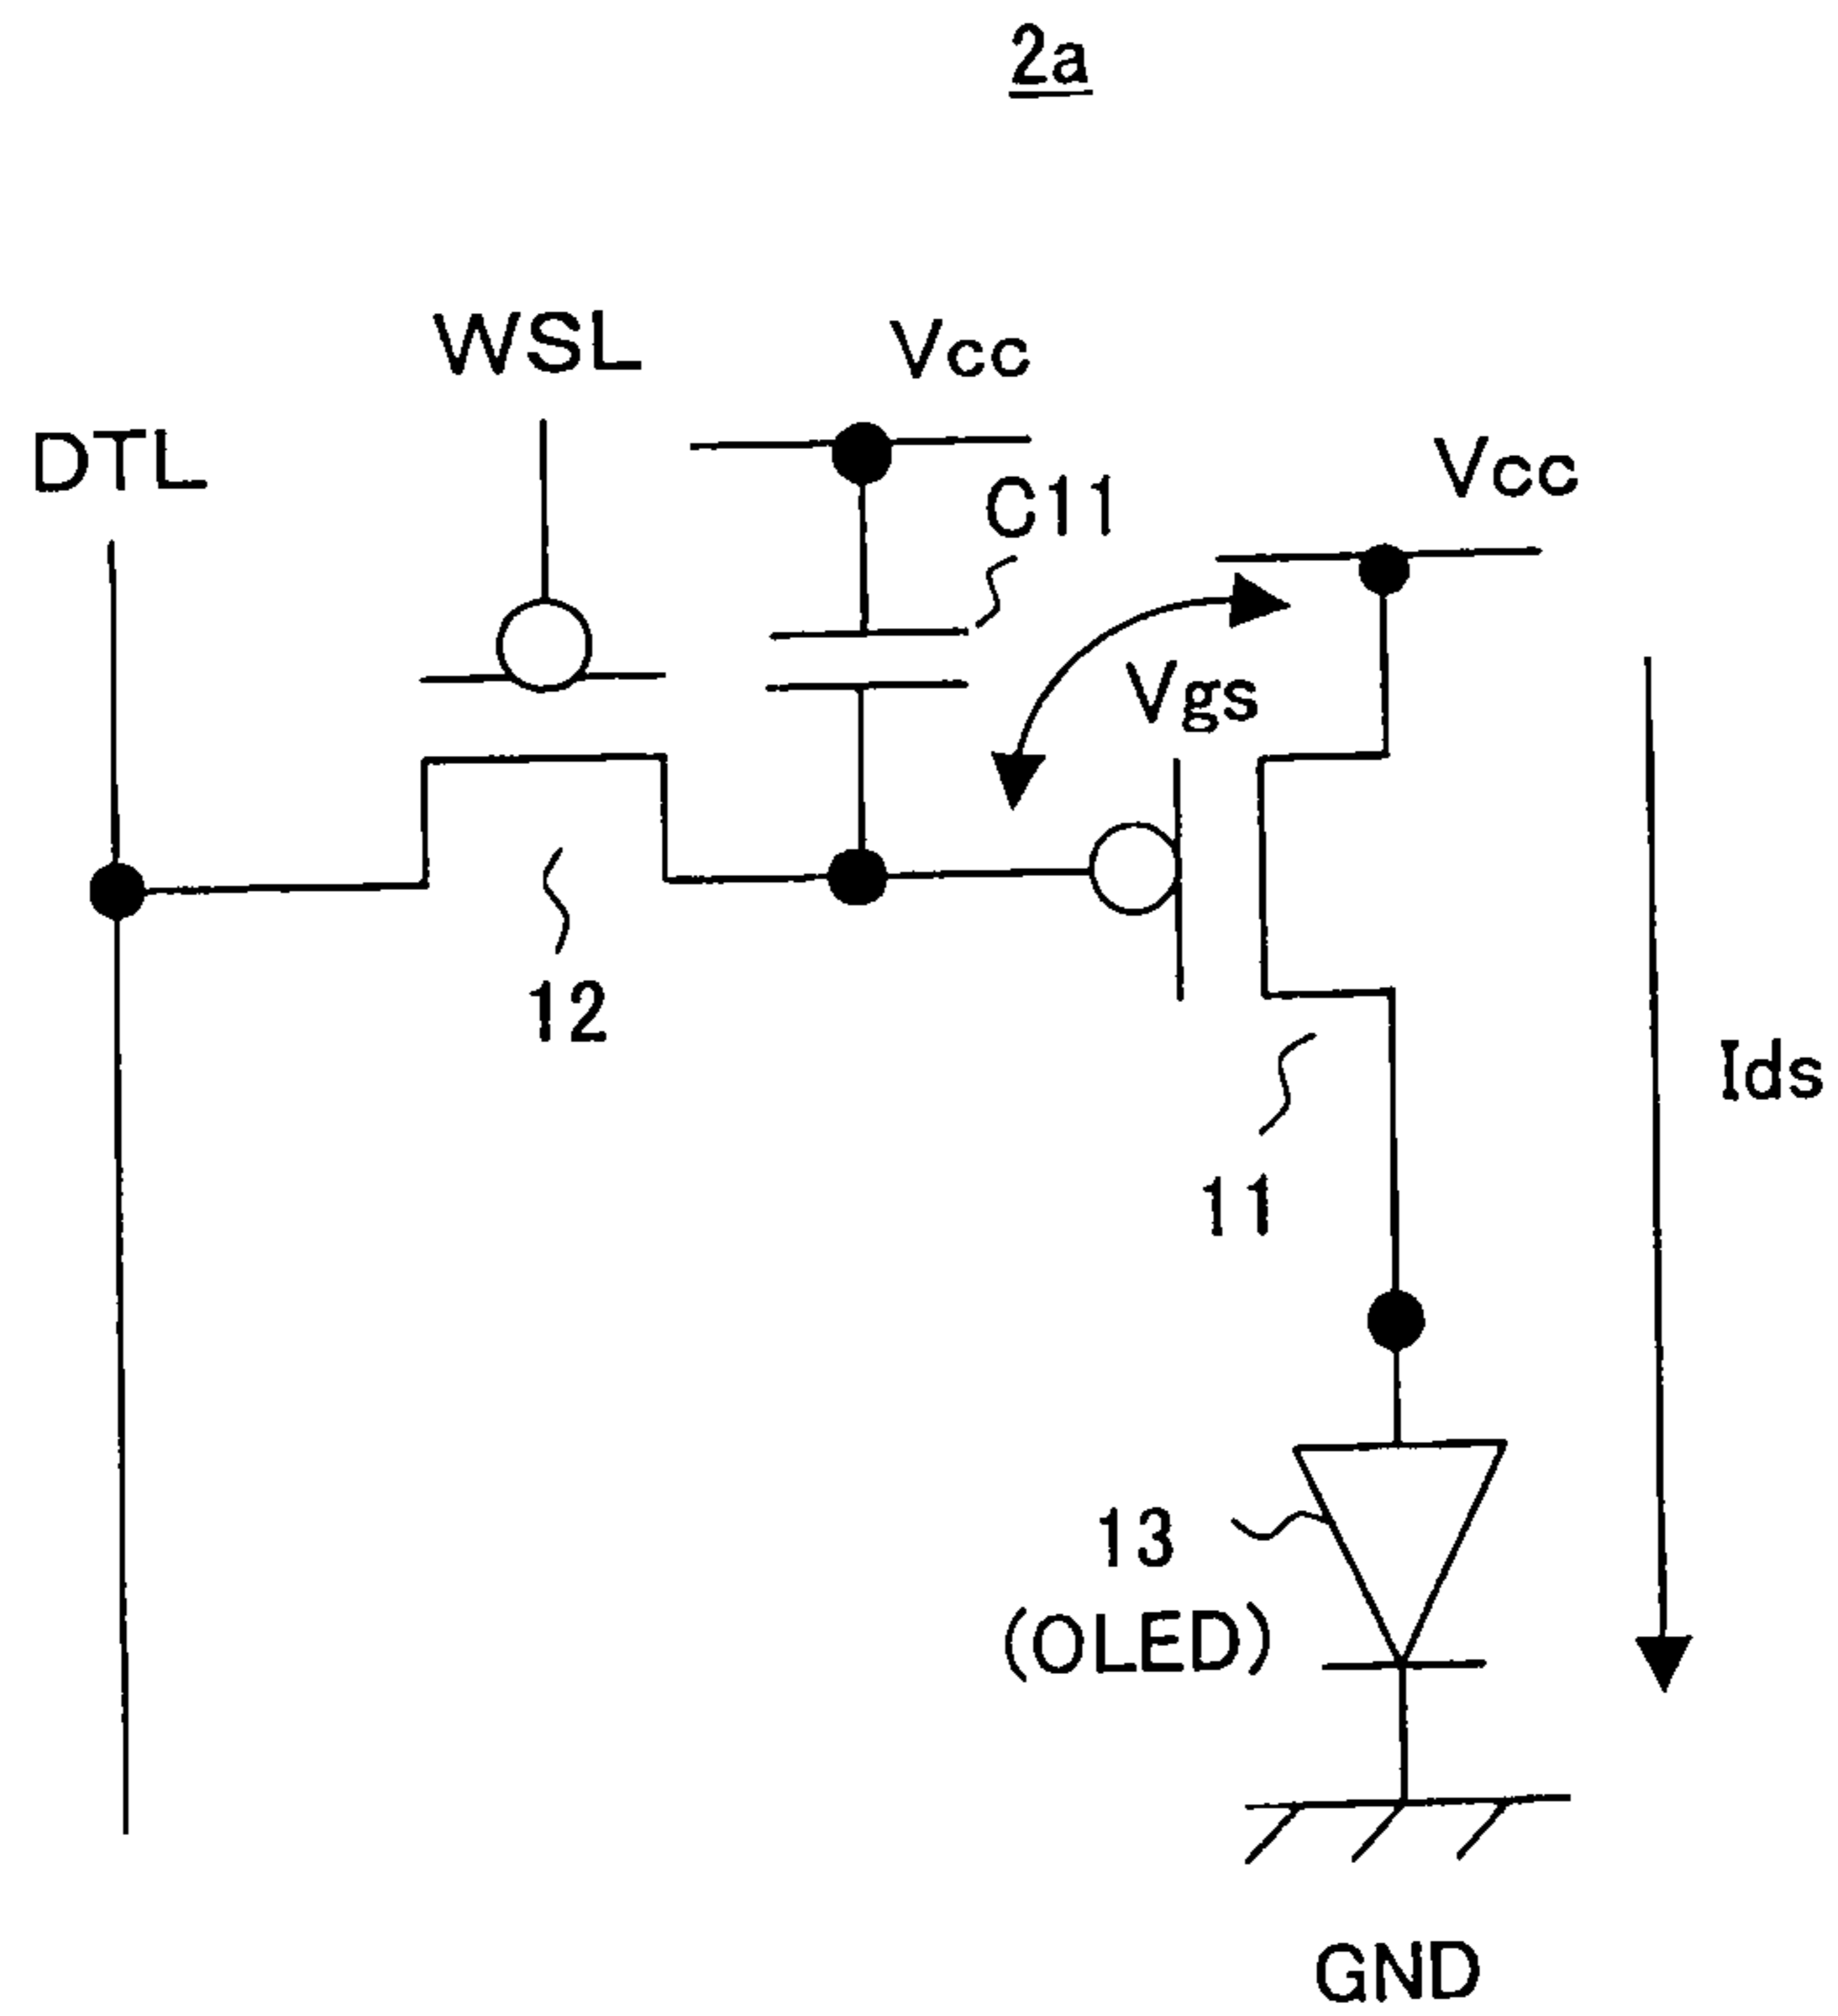 2a
WSL
Vcc
DTL
Vcc
C11
Vgs
12
Ids
11
13
(OLED)
GND